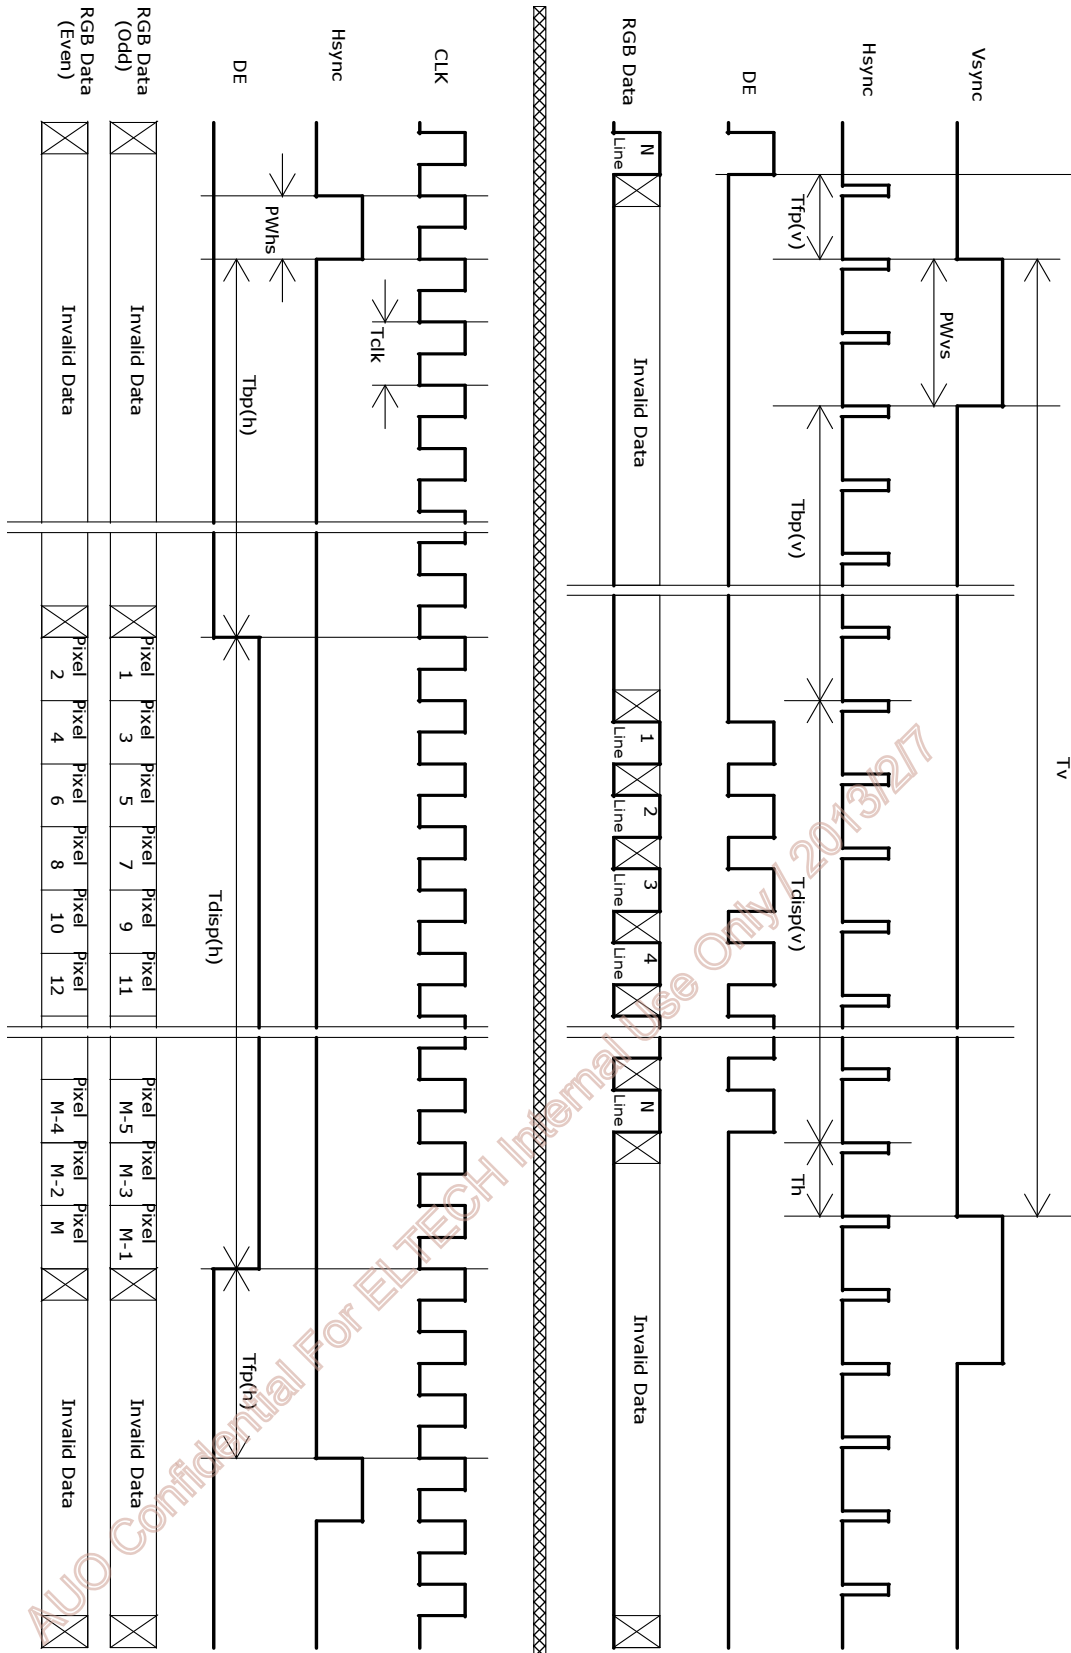 Vsync
Tv
Hsync
PWvs
Tfp(v)
Tbp(v)
Tdisp(v)
Th
DE
RGB Data
Line N
Invalid Data
Line 1
Line 2
Line 3
Line 4
Line N
Invalid Data
CLK
Tclk
Hsync
PWhs
Tbp(h)
Tdisp(h)
Tfp(h)
DE
RGB Data
(Odd)
Invalid Data
Pixel 1
Pixel 3
Pixel 5
Pixel 7
Pixel 9
Pixel 11
Pixel M-5
Pixel M-3
Pixel M-1
Invalid Data
RGB Data
(Even)
Invalid Data
Pixel 2
Pixel 4
Pixel 6
Pixel 8
Pixel 10
Pixel 12
Pixel M-4
Pixel M-2
Pixel M
Invalid Data
AUO Confidential For ELTECH Internal Use Only / 2013/2/7